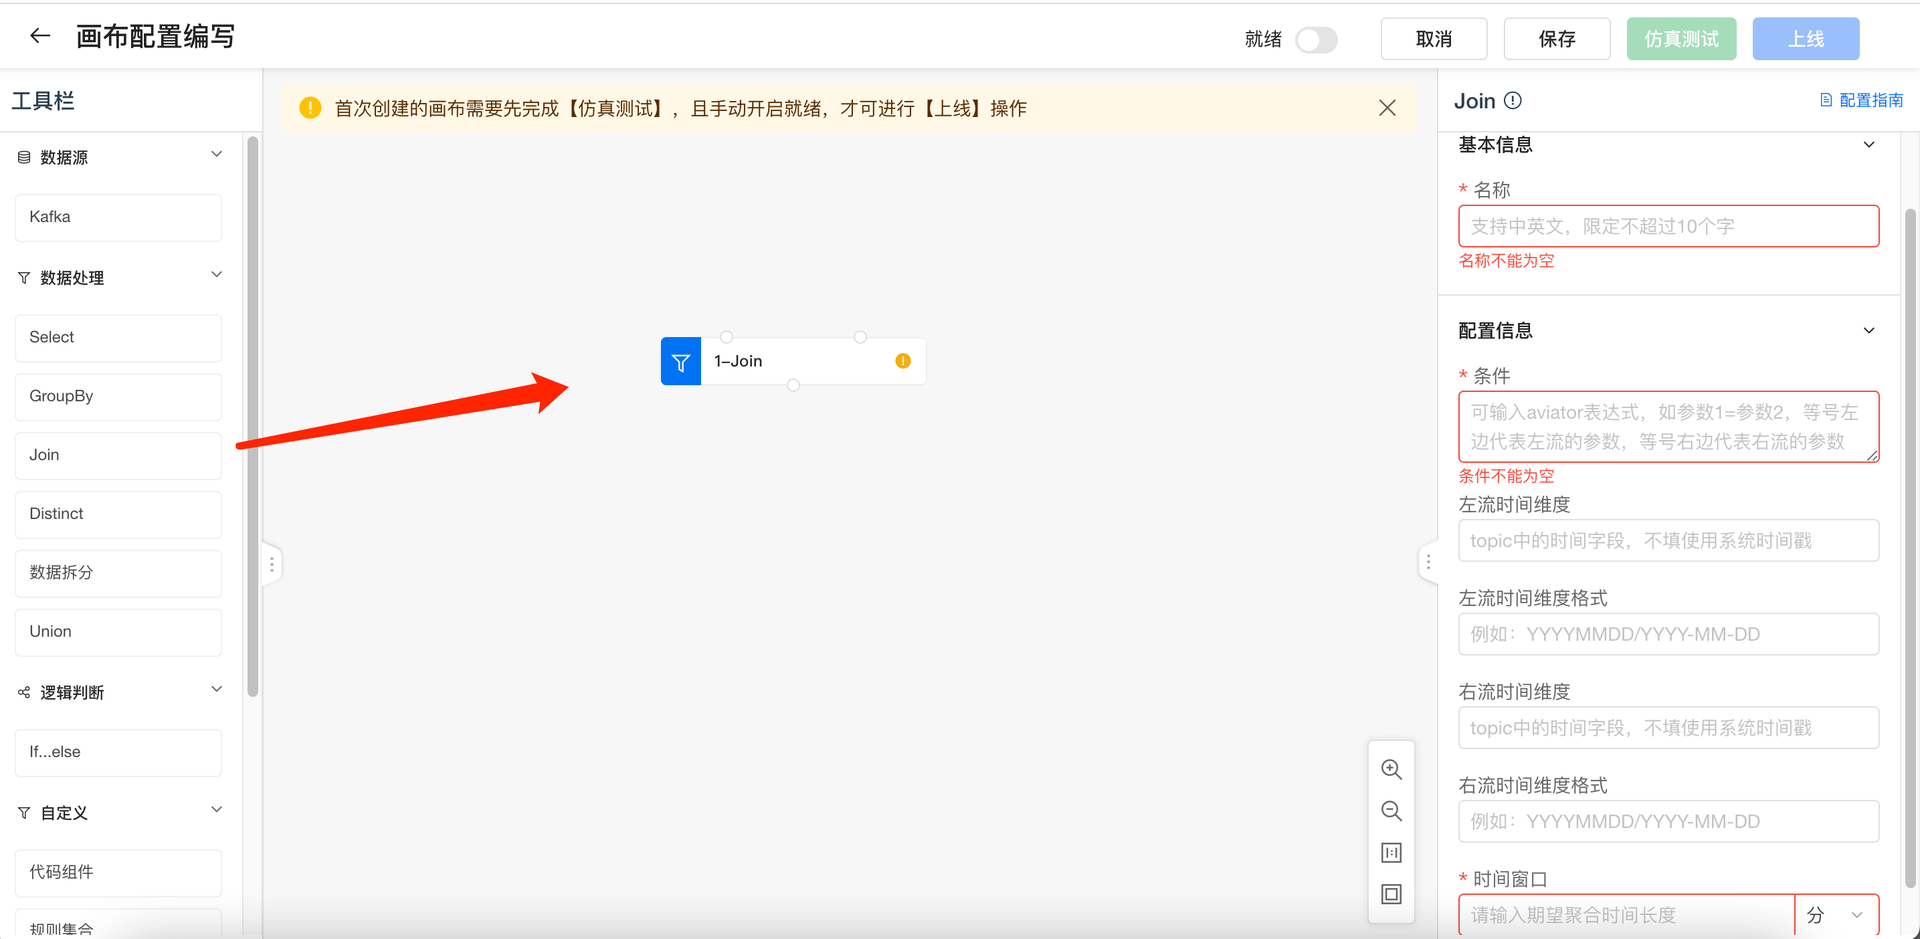 画布配置编写
就绪
取消
保存
仿真测试
上线
工具栏
数据源
Kafka
数据处理
Select
GroupBy
Join
Distinct
数据拆分
Union
逻辑判断
If...else
自定义
代码组件
规则集合
首次创建的画布需要先完成【仿真测试】，且手动开启就绪，才可进行【上线】操作
1-Join
Join
配置指南
基本信息
* 名称
支持中英文，限定不超过10个字
名称不能为空
配置信息
* 条件
可输入aviator表达式，如参数1=参数2，等号左
边代表左流的参数，等号右边代表右流的参数
条件不能为空
左流时间维度
topic中的时间字段，不填使用系统时间戳
左流时间维度格式
例如：YYYYMMDD/YYYY-MM-DD
右流时间维度
topic中的时间字段，不填使用系统时间戳
右流时间维度格式
例如：YYYYMMDD/YYYY-MM-DD
* 时间窗口
请输入期望聚合时间长度
分